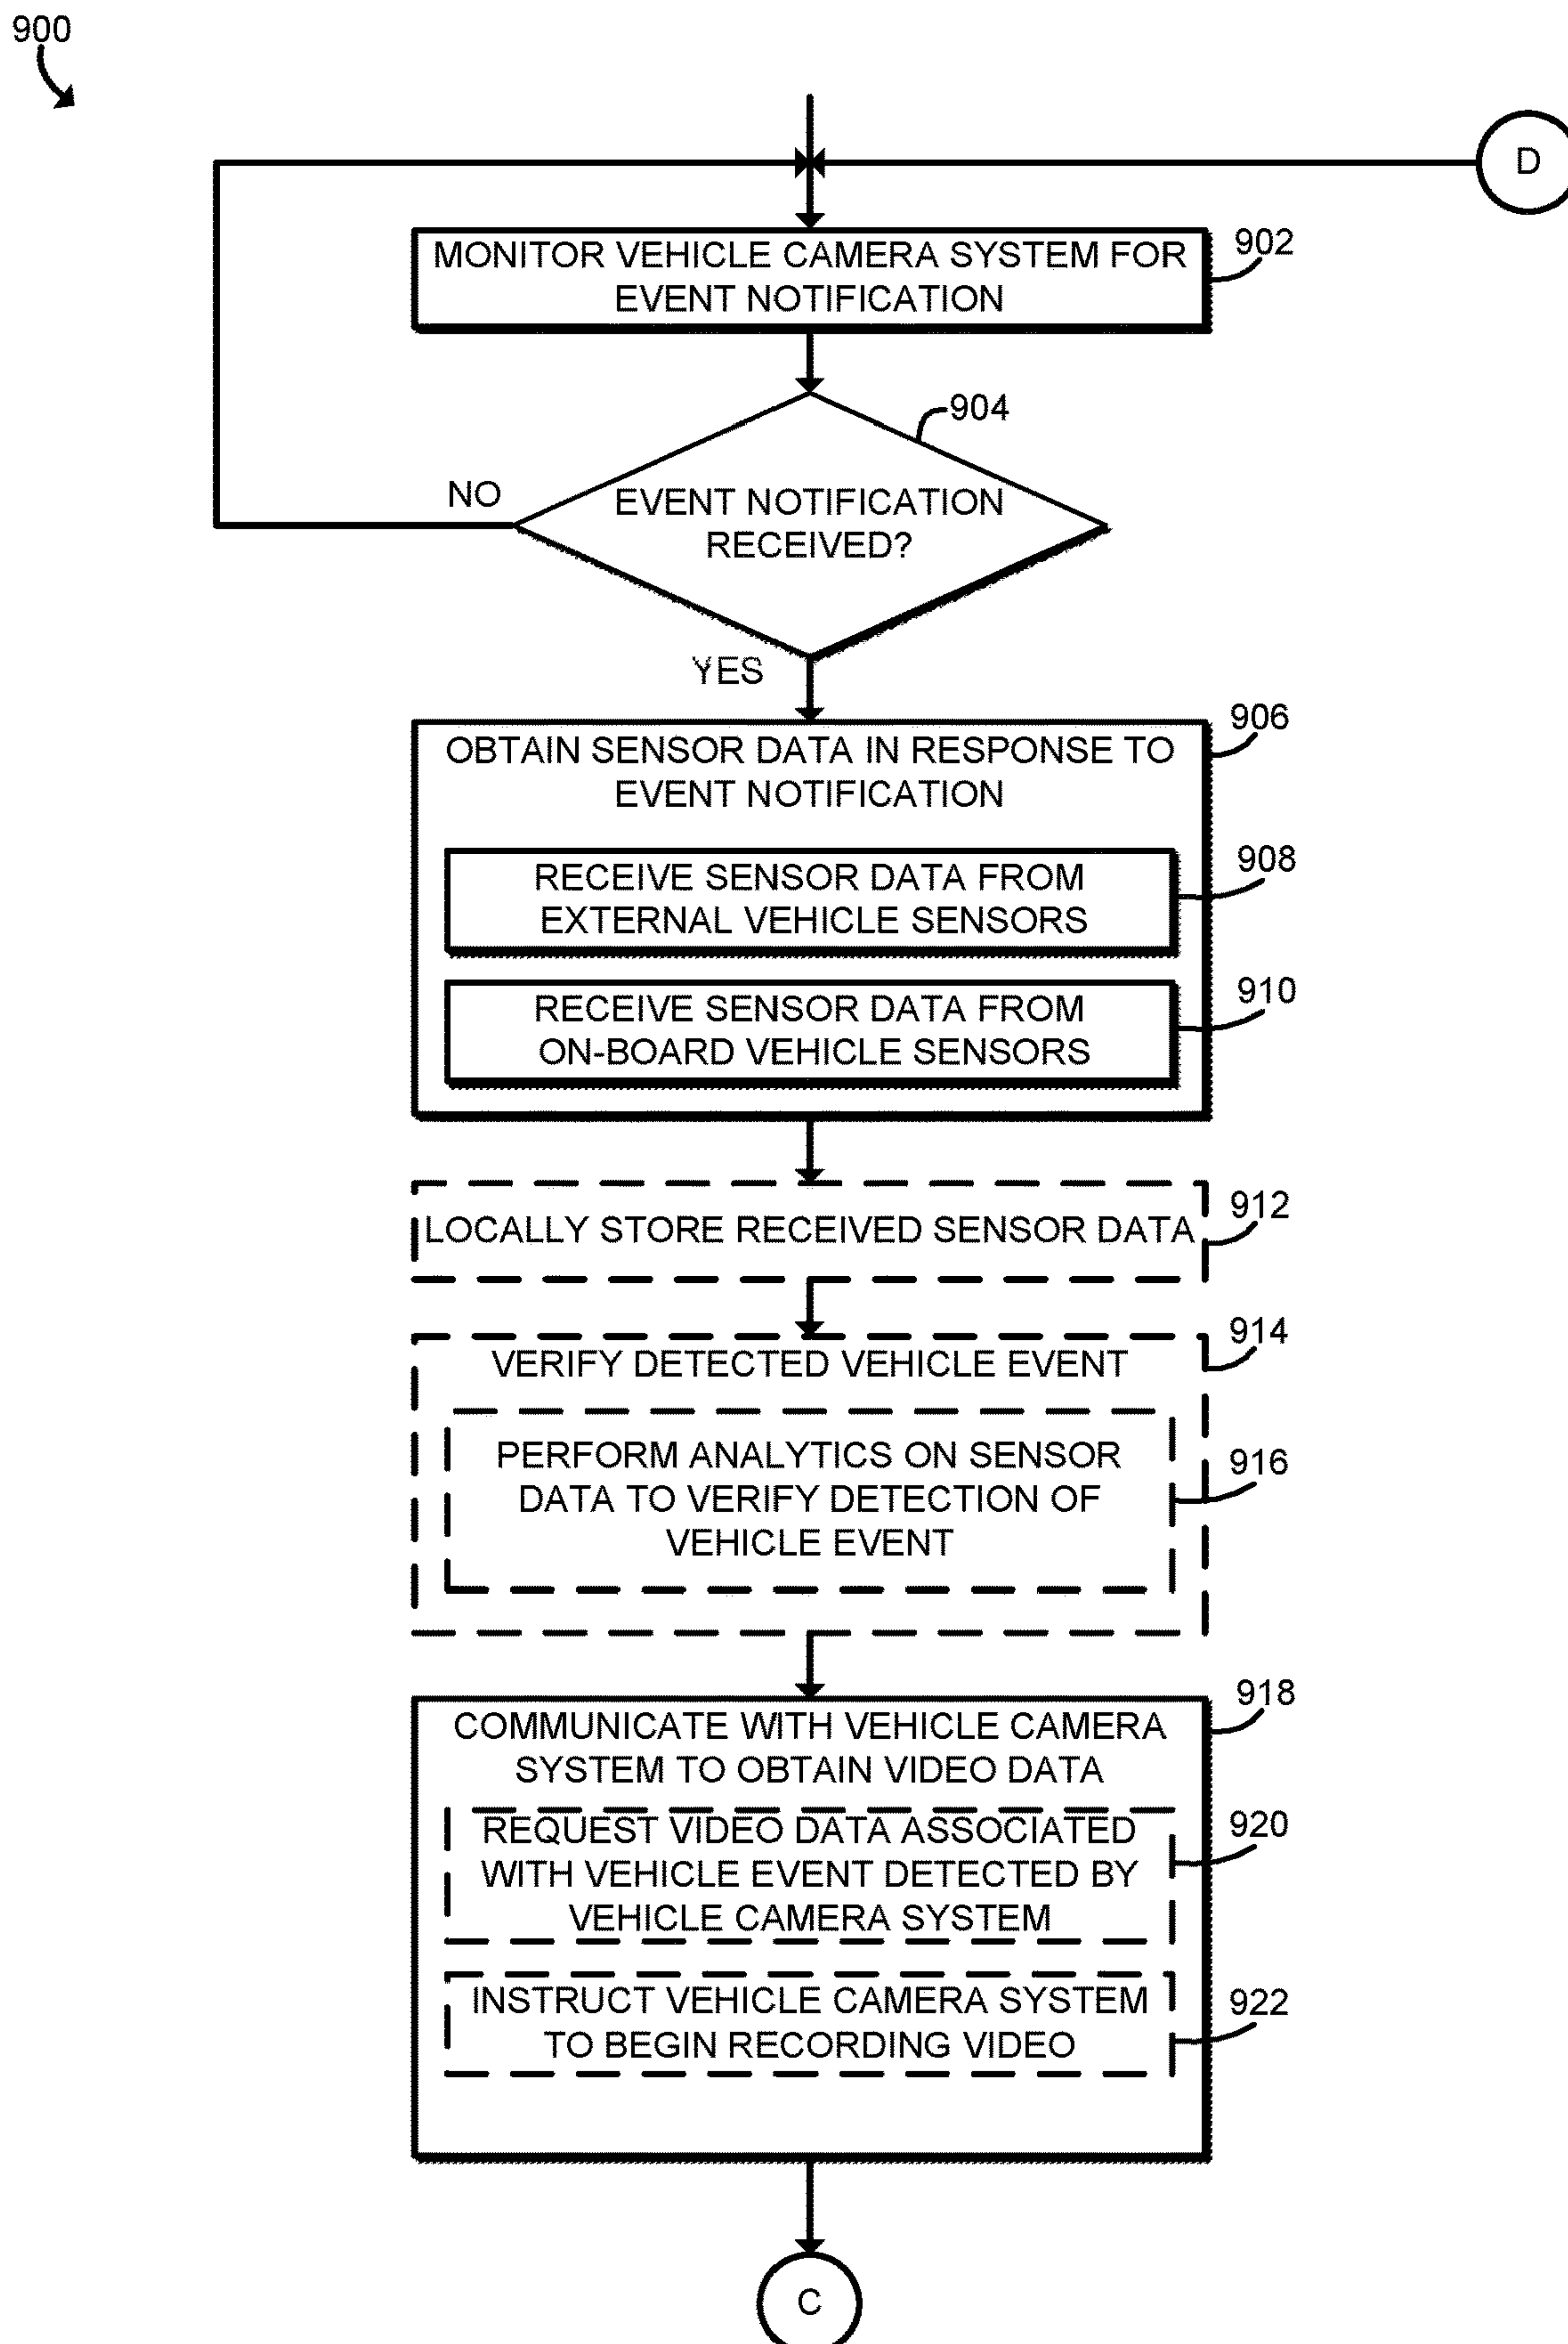 900
D
MONITOR VEHICLE CAMERA SYSTEM FOR
EVENT NOTIFICATION
902
904
NO
EVENT NOTIFICATION
RECEIVED?
YES
906
OBTAIN SENSOR DATA IN RESPONSE TO
EVENT NOTIFICATION
RECEIVE SENSOR DATA FROM
EXTERNAL VEHICLE SENSORS
908
RECEIVE SENSOR DATA FROM
ON-BOARD VEHICLE SENSORS
910
LOCALLY STORE RECEIVED SENSOR DATA
912
VERIFY DETECTED VEHICLE EVENT
914
PERFORM ANALYTICS ON SENSOR
DATA TO VERIFY DETECTION OF
VEHICLE EVENT
916
COMMUNICATE WITH VEHICLE CAMERA
SYSTEM TO OBTAIN VIDEO DATA
918
REQUEST VIDEO DATA ASSOCIATED
WITH VEHICLE EVENT DETECTED BY
VEHICLE CAMERA SYSTEM
920
INSTRUCT VEHICLE CAMERA SYSTEM
TO BEGIN RECORDING VIDEO
922
C